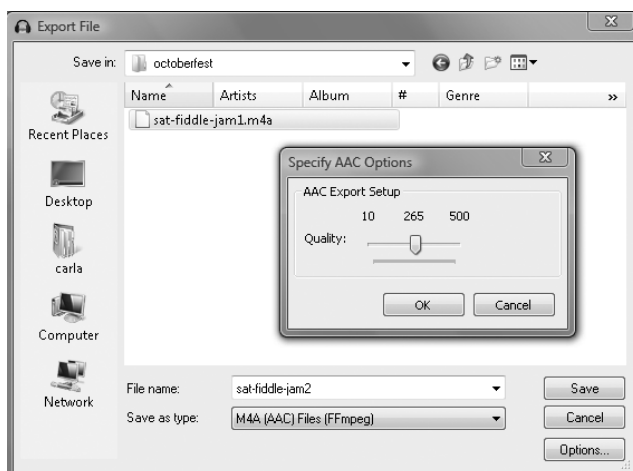 Export File
Save in: octoberfest
Name Artists Album # Genre »
Recent Places
Desktop
carla
Computer
Network
sat-fiddle-jam1.m4a
Specify AAC Options
AAC Export Setup
10 265 500
Quality:
OK Cancel
File name: sat-fiddle-jam2 Save
Save as type: M4A (AAC) Files (FFmpeg) Cancel
Options...